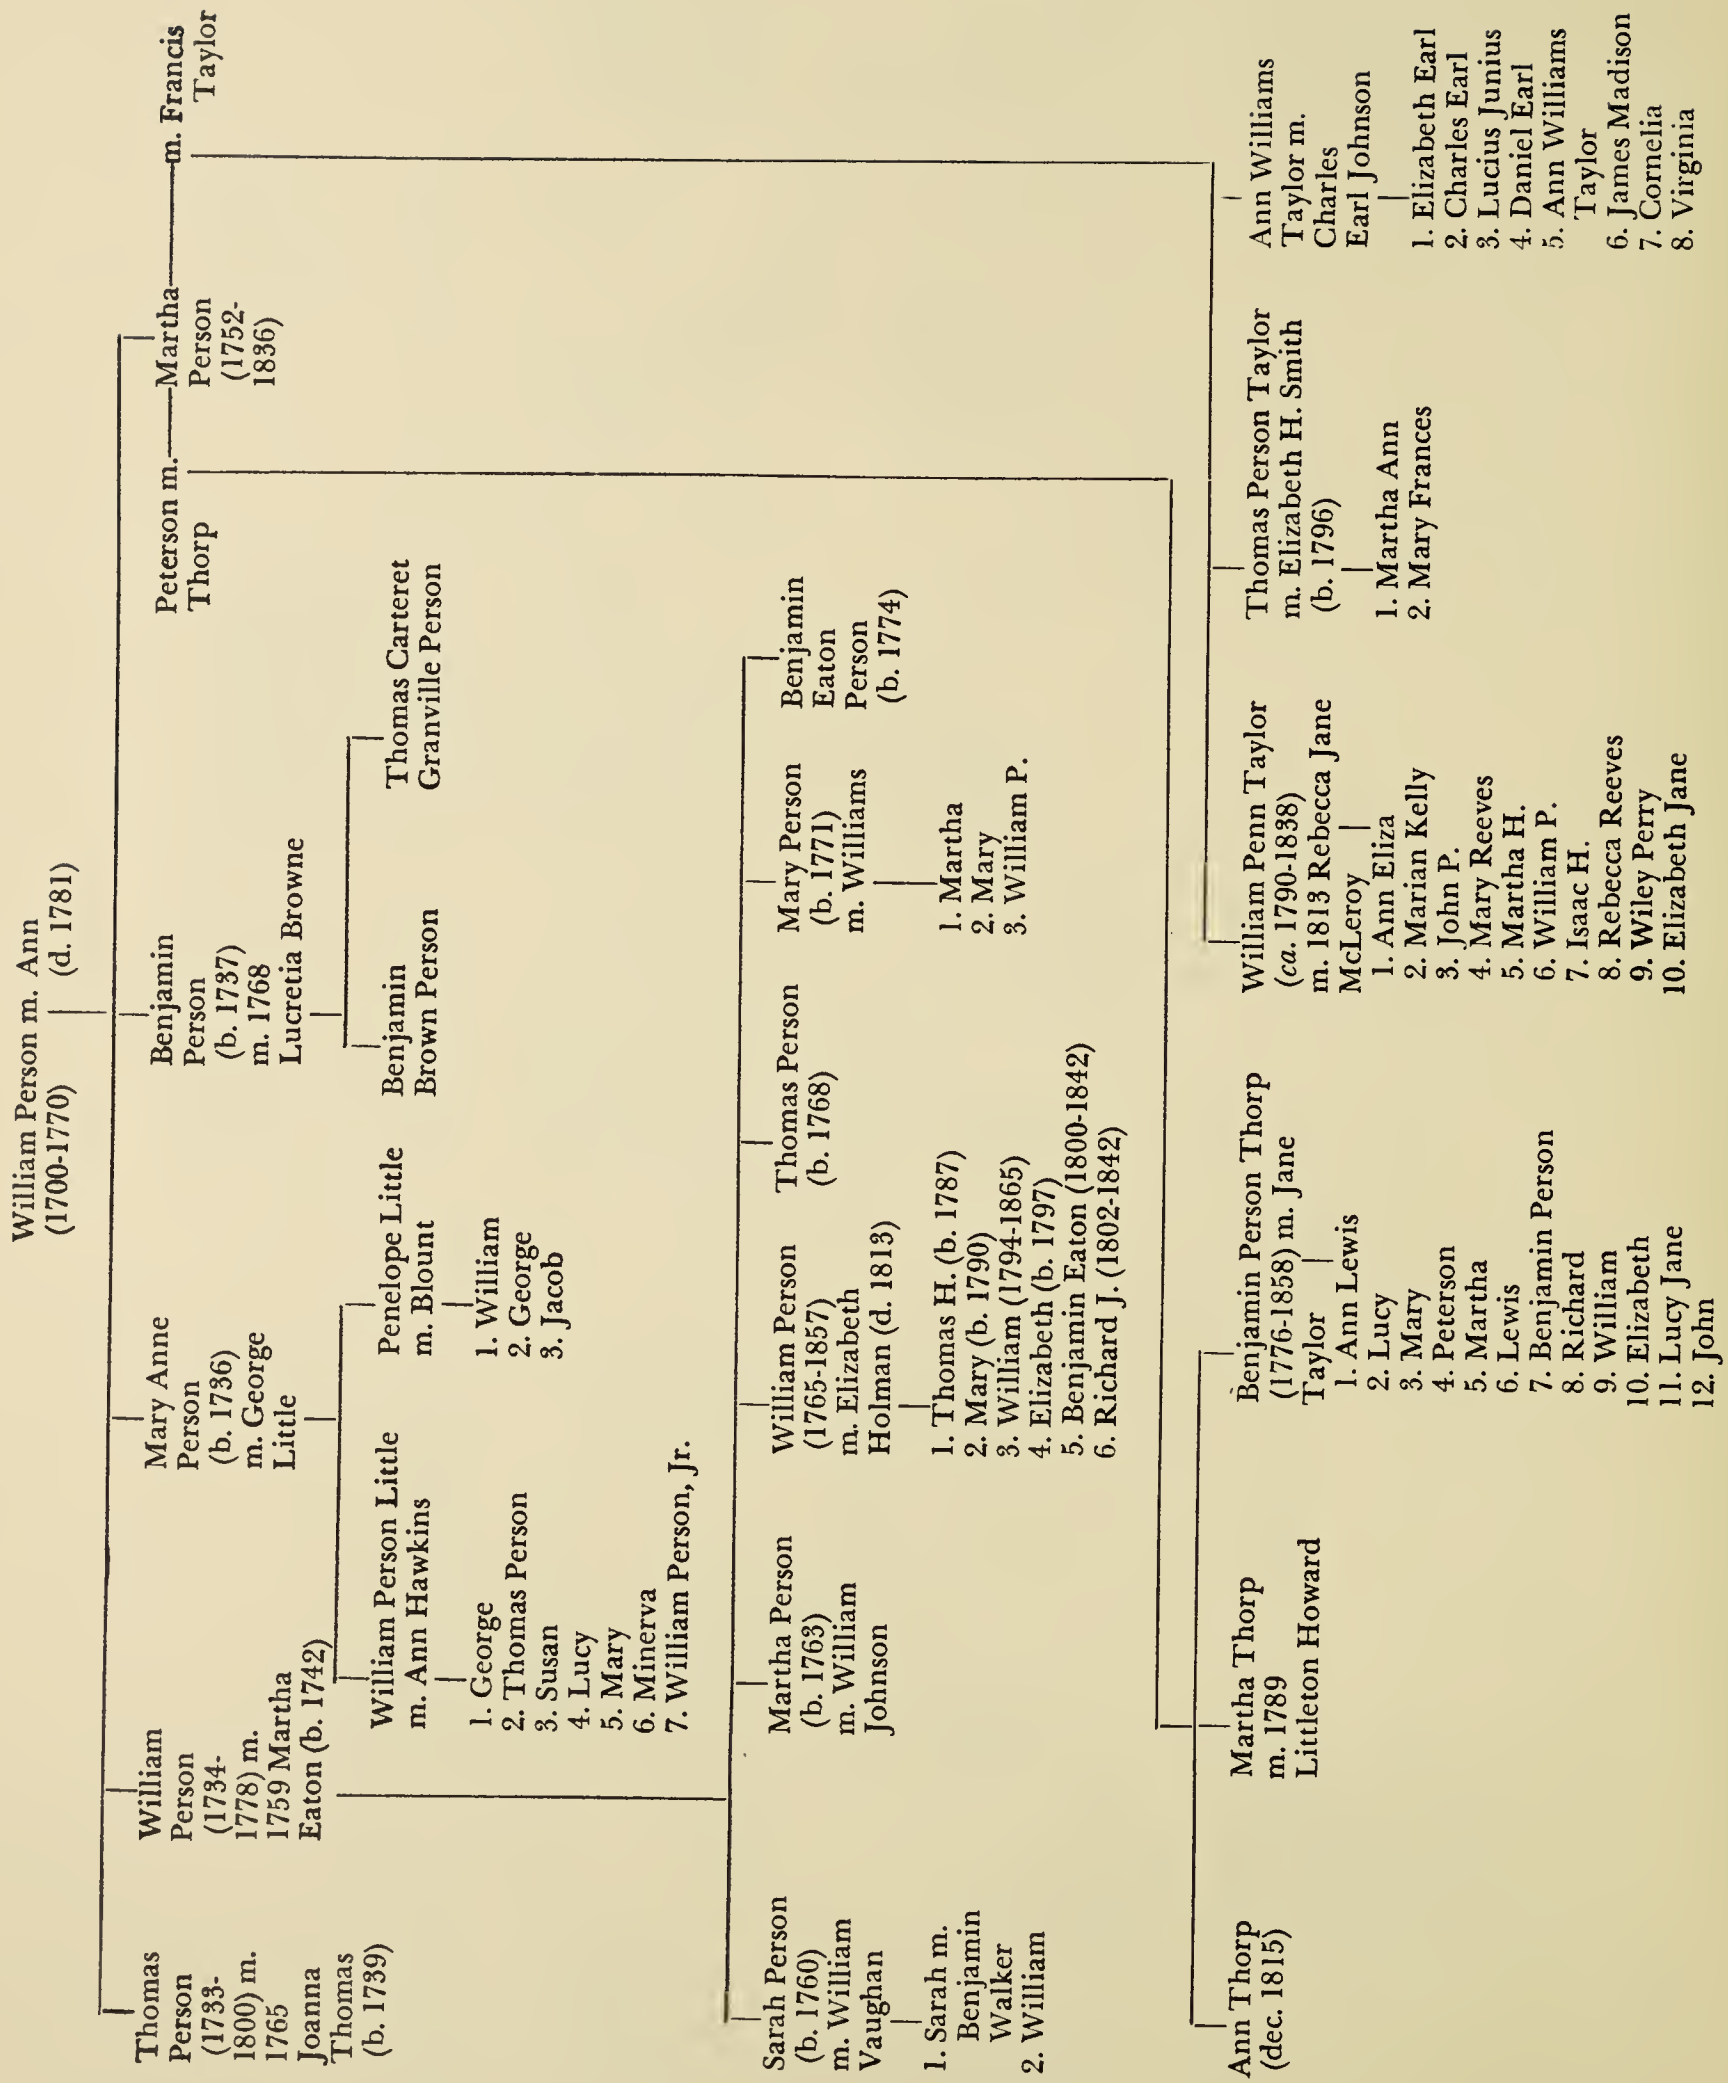 William Person m. Ann
(1700-1770) (d. 1781)
Thomas
Person
(1733-
1800) m.
1765
Joanna
Thomas
(b. 1739)
William
Person
(1734-
1778) m.
1759 Martha
Eaton (b. 1742)
Mary Anne
Person
(b. 1736)
m. George
Little
Benjamin
Person
(b. 1737)
m. 1768
Lucretia Browne
Peterson m.
Thorp
Martha
Person
(1752-
1836)
m. Francis
Taylor
William Person Little
m. Ann Hawkins
1. George
2. Thomas Person
3. Susan
4. Lucy
5. Mary
6. Minerva
7. William Person, Jr.
Penelope Little
m. Blount
1. William
2. George
3. Jacob
Benjamin
Brown Person
Thomas Carteret
Granville Person
Sarah Person
(b. 1760)
m. William
Vaughan
1. Sarah m.
Benjamin
Walker
2. William
Martha Person
(b. 1763)
m. William
Johnson
William Person
(1765-1857)
m. Elizabeth
Holman (d. 1813)
1. Thomas H. (b. 1787)
2. Mary (b. 1790)
3. William (1794-1865)
4. Elizabeth (b. 1797)
5. Benjamin Eaton (1800-1842)
6. Richard J. (1802-1842)
Thomas Person
(b. 1768)
Mary Person
(b. 1771)
m. Williams
1. Martha
2. Mary
3. William P.
Benjamin
Eaton
Person
(b. 1774)
Ann Thorp
(dec. 1815)
Martha Thorp
m. 1789
Littleton Howard
Benjamin Person Thorp
(1776-1858) m. Jane
Taylor
1. Ann Lewis
2. Lucy
3. Mary
4. Peterson
5. Martha
6. Lewis
7. Benjamin Person
8. Richard
9. William
10. Elizabeth
11. Lucy Jane
12. John
William Penn Taylor
(ca. 1790-1838)
m. 1813 Rebecca Jane
McLeroy
1. Ann Eliza
2. Marian Kelly
3. John P.
4. Mary Reeves
5. Martha H.
6. William P.
7. Isaac H.
8. Rebecca Reeves
9. Wiley Perry
10. Elizabeth Jane
Thomas Person Taylor
m. Elizabeth H. Smith
(b. 1796)
1. Martha Ann
2. Mary Frances
Ann Williams
Taylor m.
Charles
Earl Johnson
1. Elizabeth Earl
2. Charles Earl
3. Lucius Junius
4. Daniel Earl
5. Ann Williams
Taylor
6. James Madison
7. Cornelia
8. Virginia